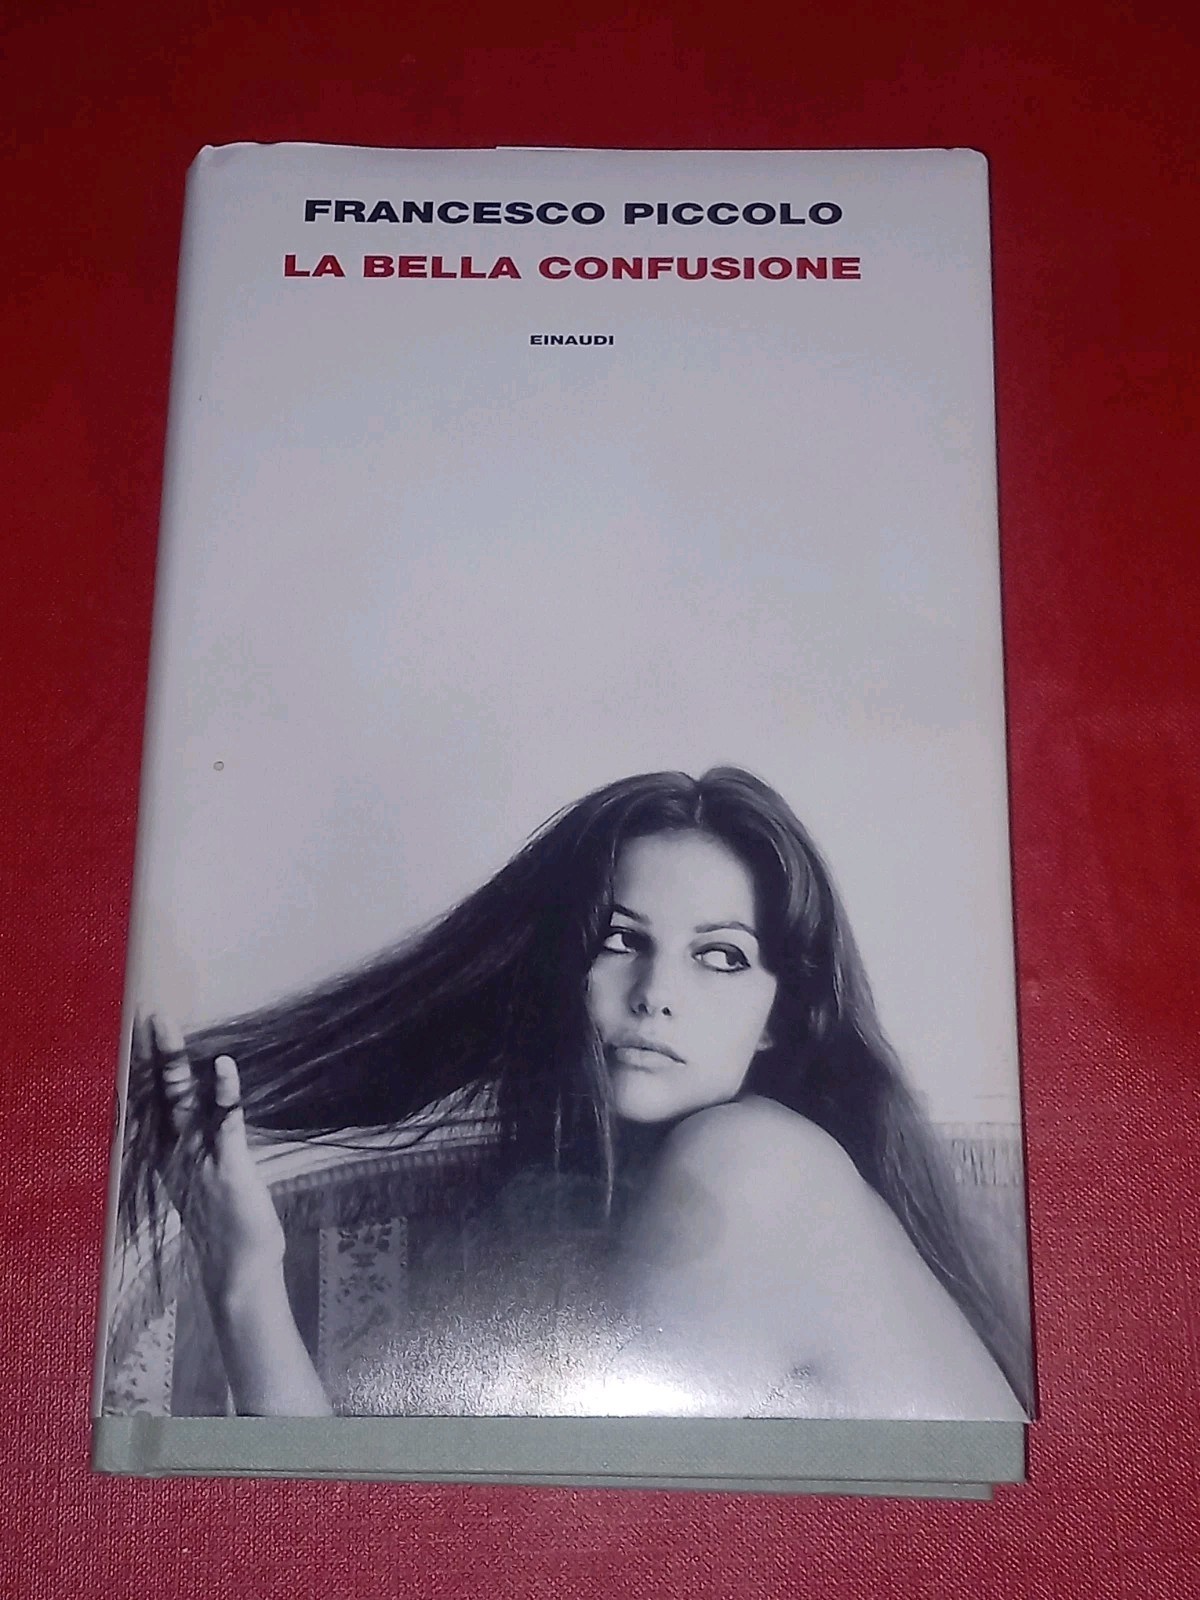 FRANCESCO PICCOLO
LA BELLA CONFUSIONE
EINAUDI